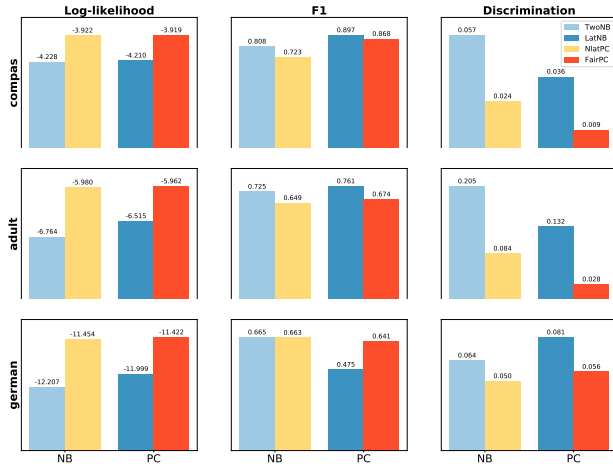 Log-likelihood
F1
Discrimination
compas
-4.228
-3.922
-4.210
-3.919
0.808
0.723
0.897
0.868
0.057
0.024
0.036
0.009
TwoNB
LatNB
NlatPC
FairPC
adult
-6.764
-5.980
-6.515
-5.962
0.725
0.649
0.761
0.674
0.205
0.084
0.132
0.028
german
-12.207
-11.454
-11.999
-11.422
0.665
0.663
0.475
0.641
0.064
0.050
0.081
0.056
NB
PC
NB
PC
NB
PC